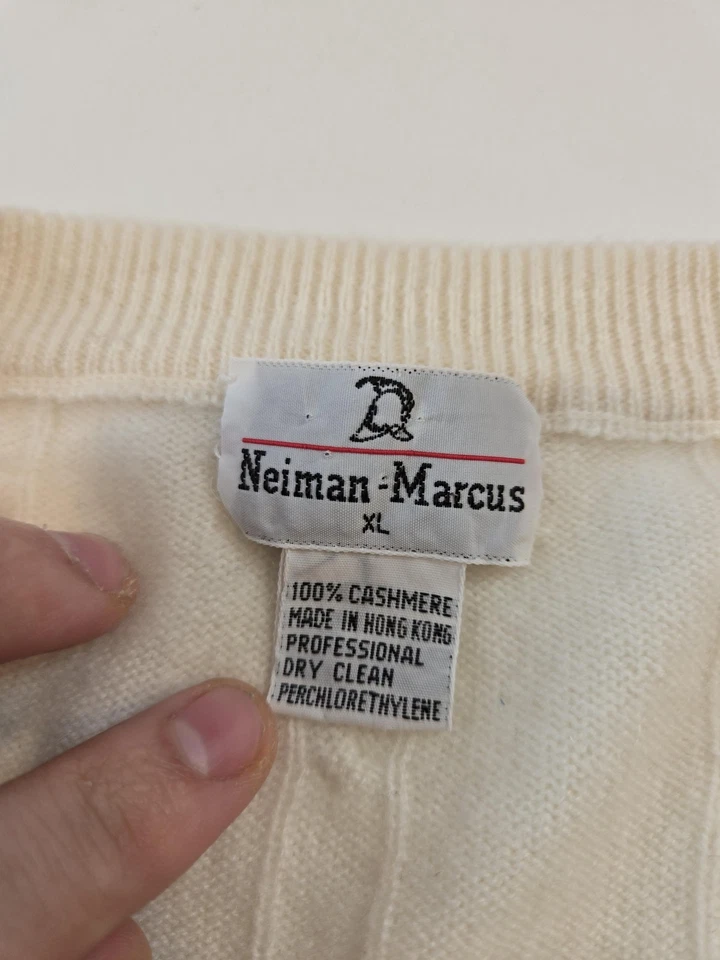 Neiman-Marcus
XL
100% CASHMERE
MADE IN HONG KONG
PROFESSIONAL
DRY CLEAN
PERCHLORETHYLENE